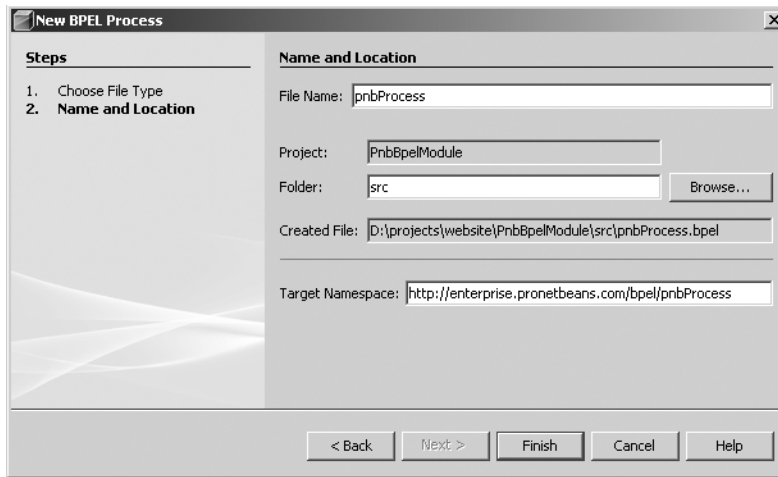 New BPEL Process
Steps
1. Choose File Type
2. Name and Location
Name and Location
File Name: pnbProcess
Project: PnbBpelModule
Folder: src Browse...
Created File: D:\projects\website\PnbBpelModule\src\pnbProcess.bpel
Target Namespace: http://enterprise.pronetbeans.com/bpel/pnbProcess
< Back Next > Finish Cancel Help